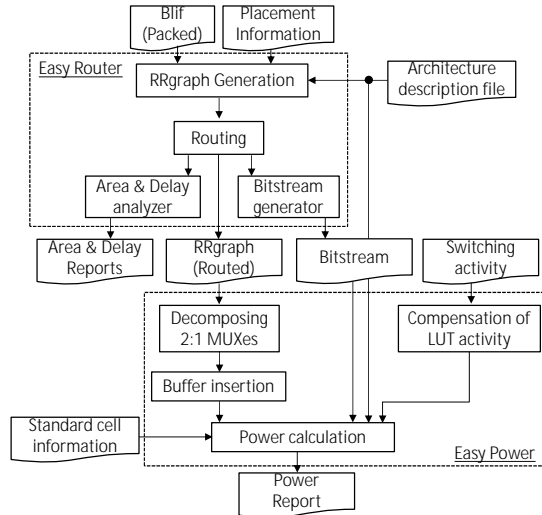 Blif
(Packed)
Placement
Information
Easy Router
RRgraph Generation
Architecture
description file
Routing
Area & Delay
analyzer
Bitstream
generator
Area & Delay
Reports
RRgraph
(Routed)
Bitstream
Switching
activity
Decomposing
2:1 MUXes
Compensation of
LUT activity
Buffer insertion
Standard cell
information
Power calculation
Easy Power
Power
Report